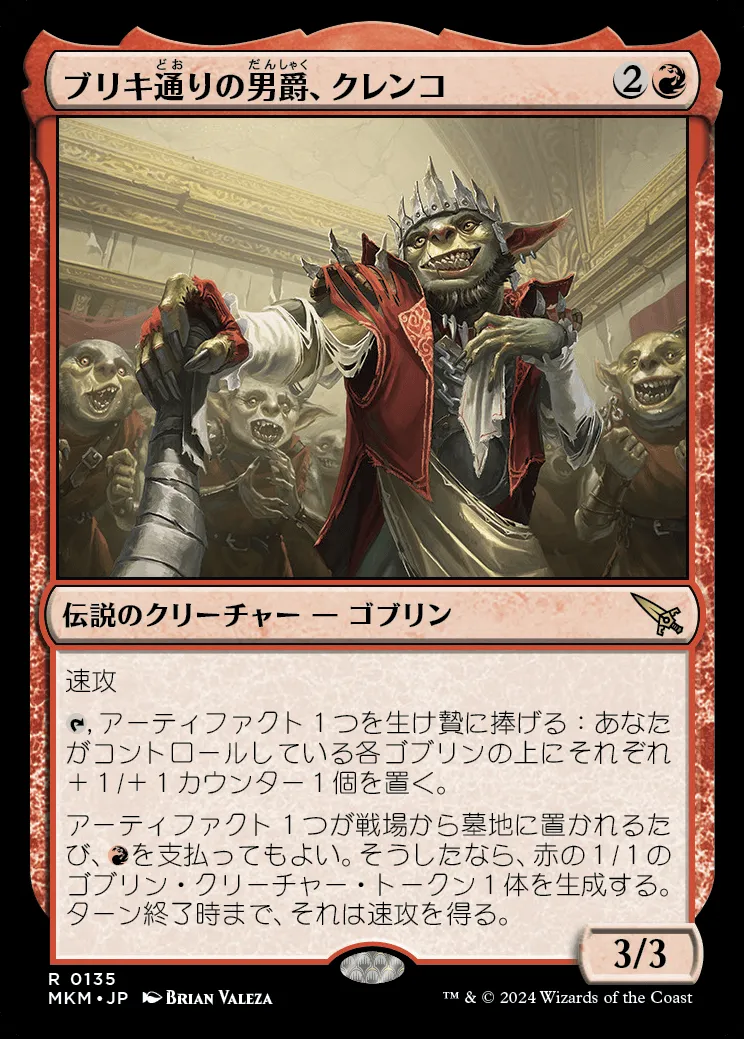 ブリキ通りの男爵、クレンコ 2
伝説のクリーチャー — ゴブリン
速攻
,アーティファクト1つを生け贄に捧げる:あなた
がコントロールしている各ゴブリンの上にそれぞれ
+1/+1カウンター1個を置く。
アーティファクト1つが戦場から墓地に置かれるた
び、を支払ってもよい。そうしたなら、赤の1/1の
ゴブリン・クリーチャー・トークン1体を生成する。
ターン終了時まで、それは速攻を得る。
3/3
R 0135
MKM・JP BRIAN VALEZA
™ & © 2024 Wizards of the Coast